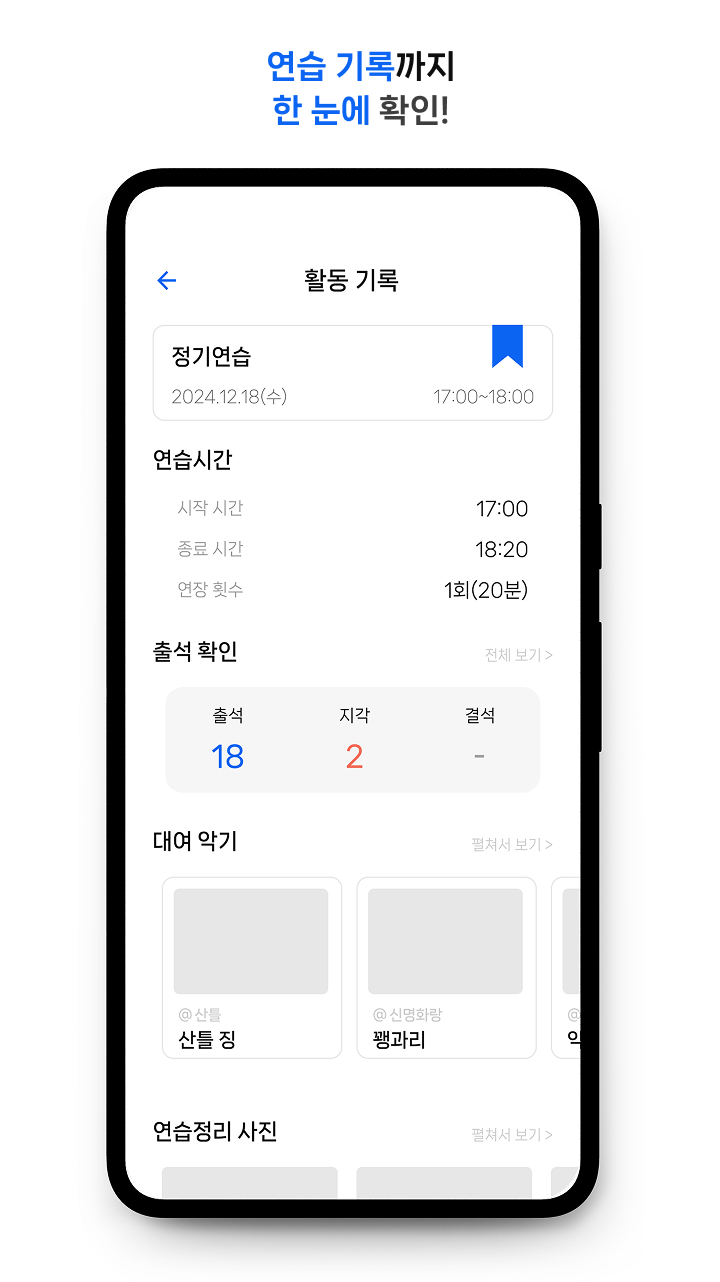 연습 기록까지
한 눈에 확인!
활동 기록
정기연습
2024.12.18(수) 17:00~18:00
연습시간
시작 시간 17:00
종료 시간 18:20
연장 횟수 1회(20분)
출석 확인 전체 보기 >
출석 지각 결석
18 2 -
대여 악기 펼쳐서 보기 >
@산틀 @신명화랑 @
산틀 징 꽹과리
연습정리 사진 펼쳐서 보기 >